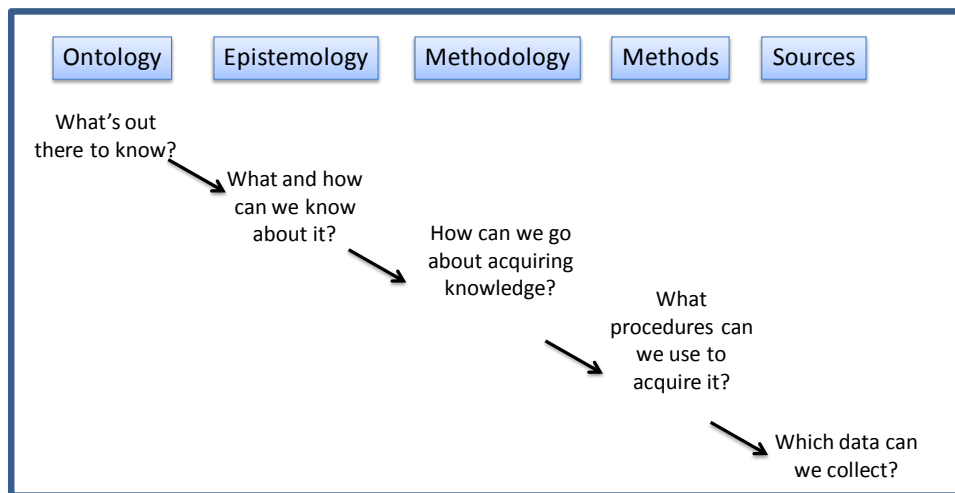 Ontology
Epistemology
Methodology
Methods
Sources
What's out
there to know?
What and how
can we know
about it?
How can we go
about acquiring
knowledge?
What
procedures can
we use to
acquire it?
Which data can
we collect?